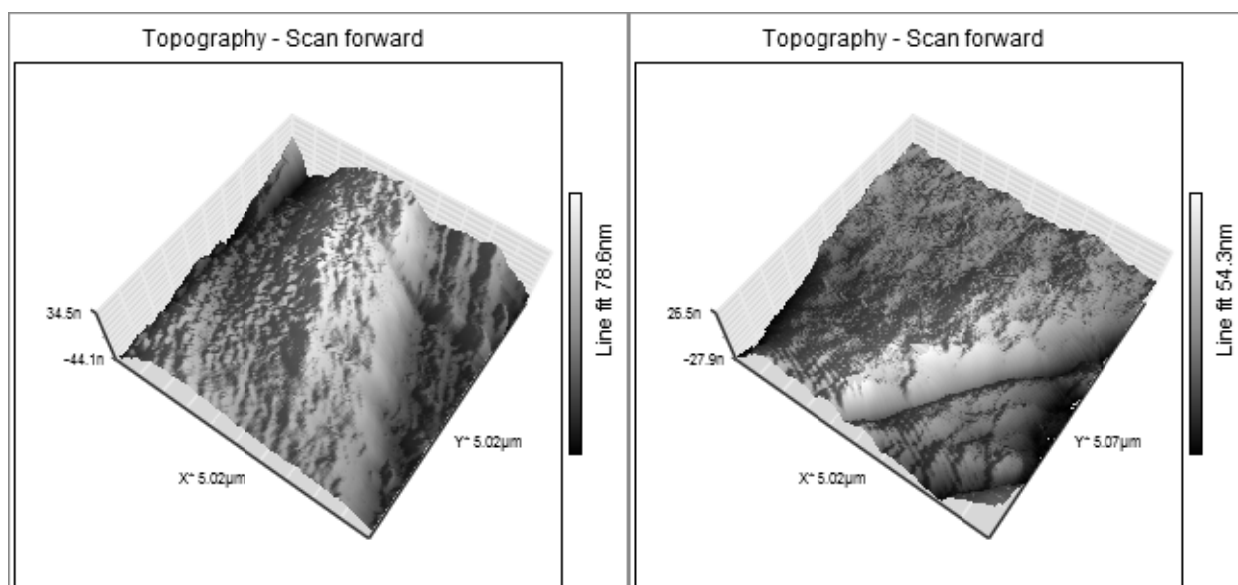 Topography - Scan forward
34.5n
-44.1n
X* 5.02µm
Y* 5.02µm
Line fit 78.6nm
Topography - Scan forward
26.5n
-27.9n
X* 5.02µm
Y* 5.07µm
Line fit 54.3nm